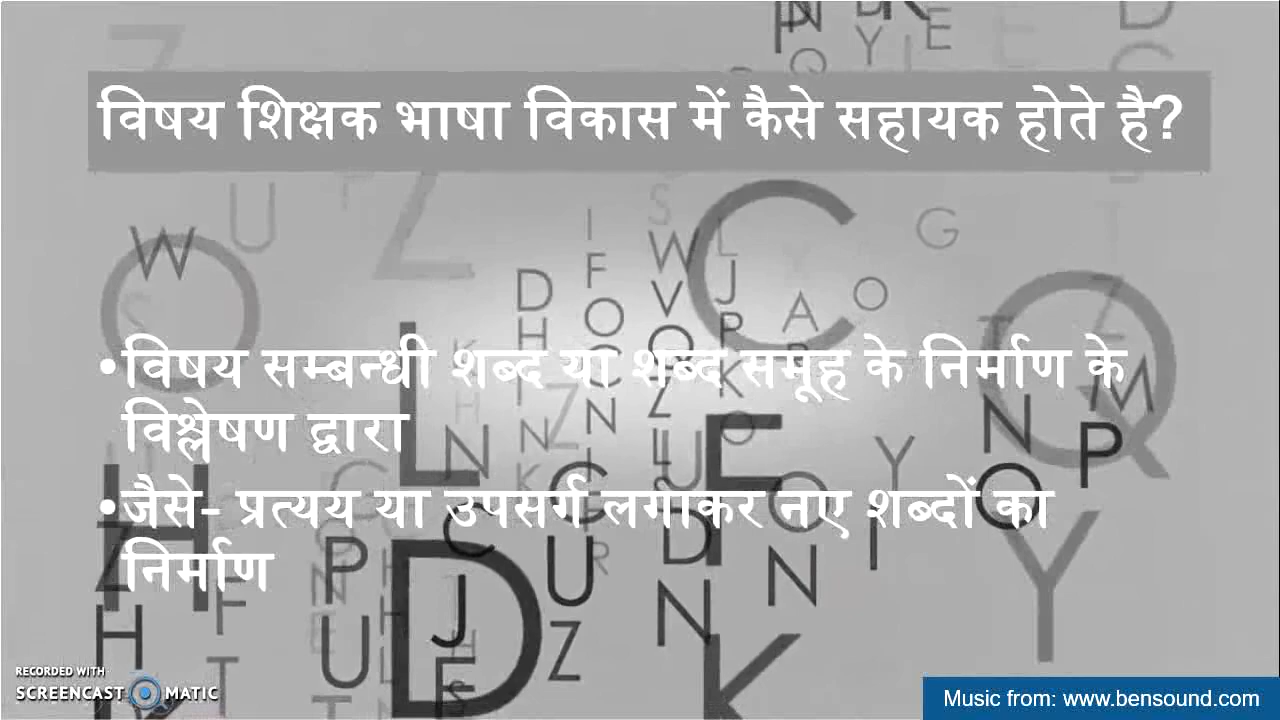 विषय शिक्षक भाषा विकास में कैसे सहायक होते है?
•विषय सम्बन्धी शब्द या शब्द समूह के निर्माण के
विश्लेषण द्वारा
•जैसे- प्रत्यय या उपसर्ग लगाकर नए शब्दों का
निर्माण
RECORDED WITH
SCREENCAST MATIC
Music from: www.bensound.com